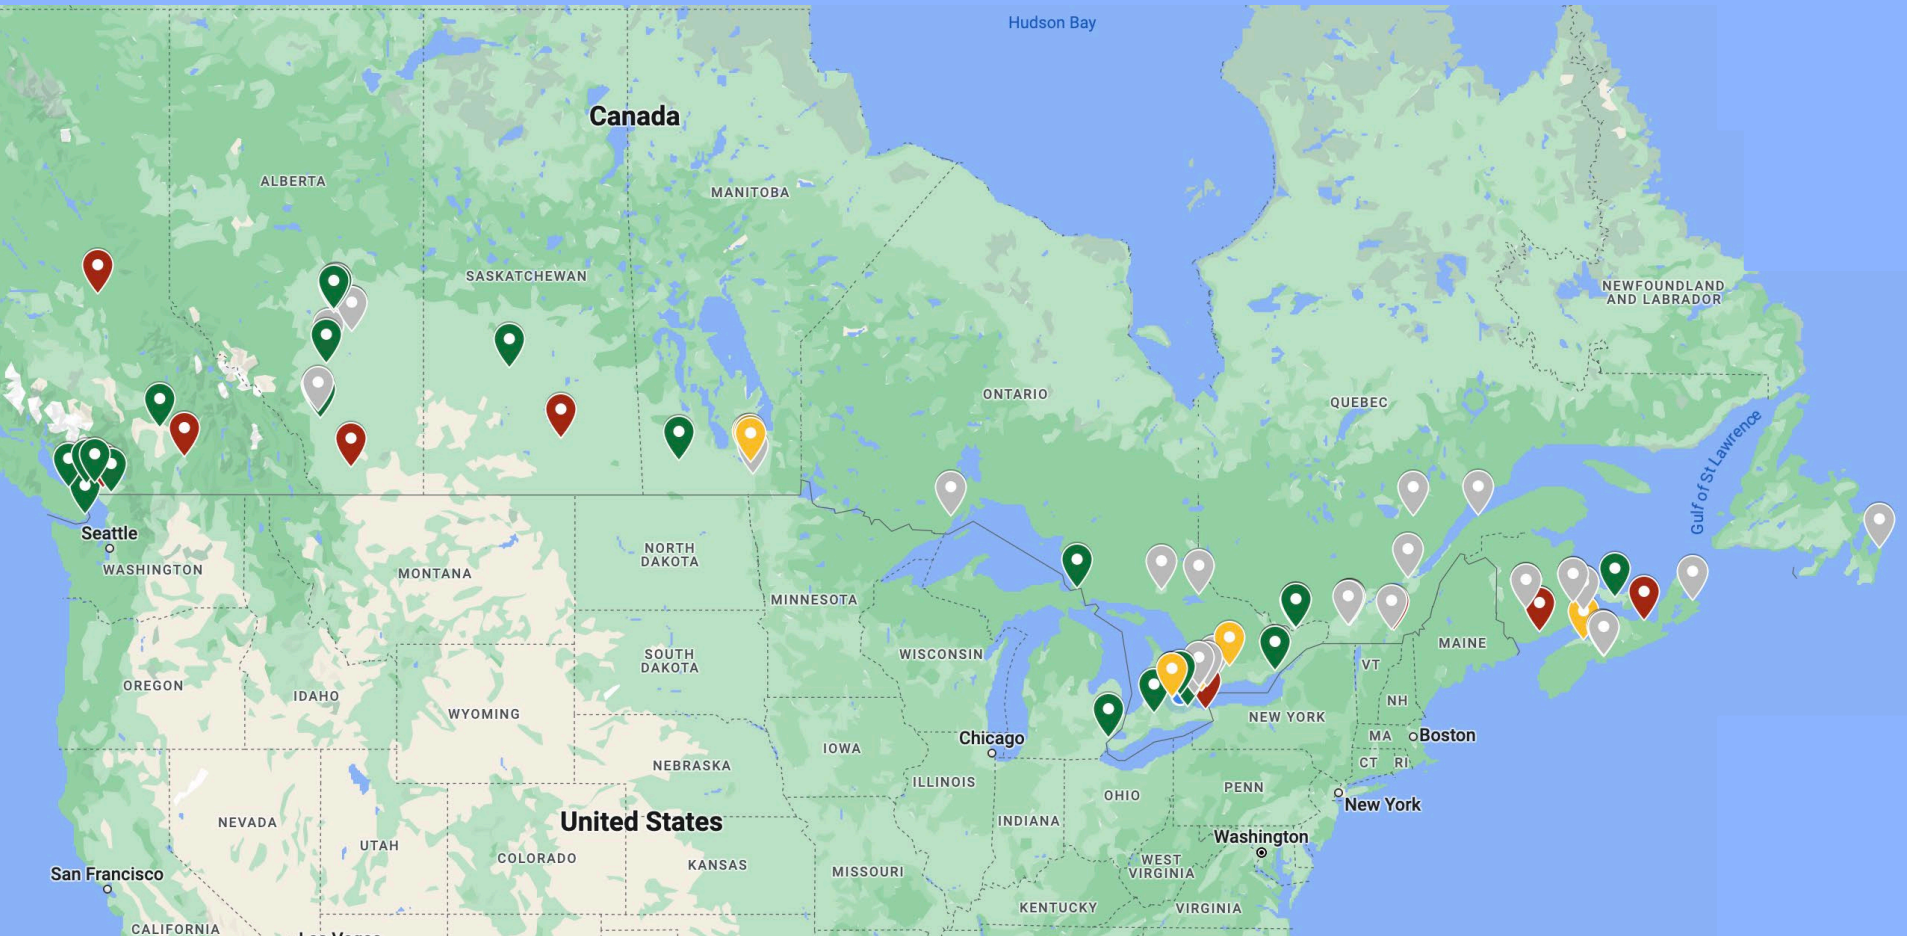 Hudson Bay
Canada
ALBERTA
MANITOBA
SASKATCHEWAN
NEWFOUNDLAND
AND LABRADOR
ONTARIO
QUEBEC
Gulf of St Lawrence
Seattle
WASHINGTON
NORTH
DAKOTA
MONTANA
MINNESOTA
MAINE
SOUTH
DAKOTA
WISCONSIN
VT
OREGON
IDAHO
NH
WYOMING
NEW YORK
Chicago
MA
Boston
IOWA
CT
RI
NEBRASKA
ILLINOIS
PENN
OHIO
New York
NEVADA
United States
INDIANA
Washington
UTAH
COLORADO
KANSAS
WEST
VIRGINIA
San Francisco
MISSOURI
KENTUCKY
VIRGINIA
CALIFORNIA